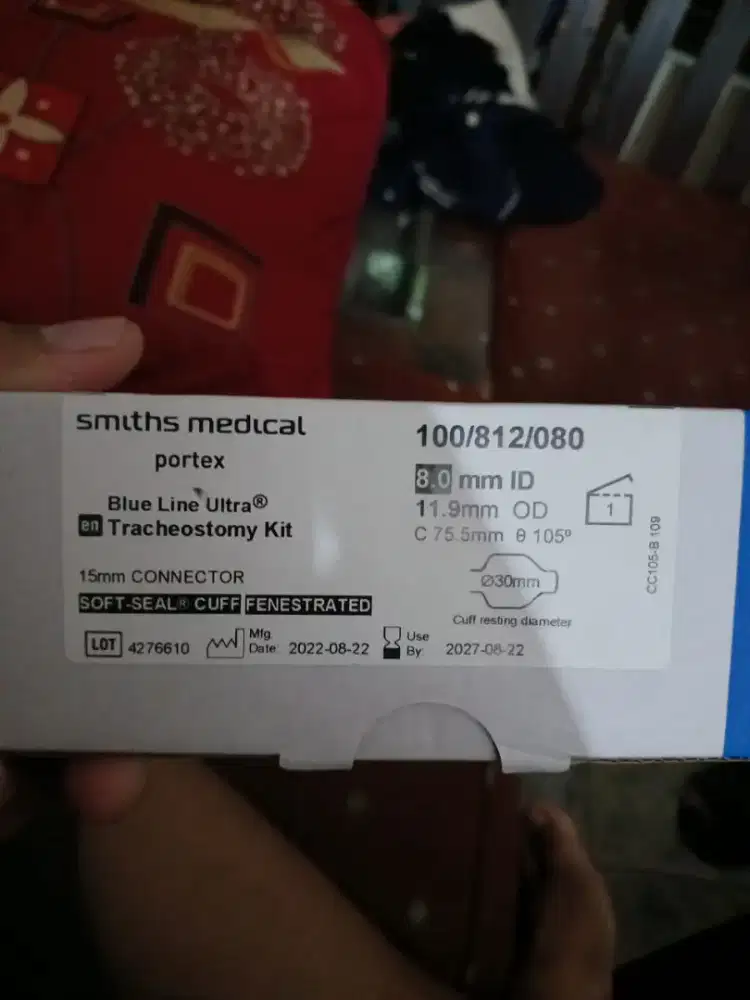 smiths medical
portex
Blue Line Ultra®
en Tracheostomy Kit
15mm CONNECTOR
SOFT-SEAL® CUFF FENESTRATED
LOT 4276610 Mfg. Date: 2022-08-22 Use By: 2027-08-22
100/812/080
8.0 mm ID
11.9mm OD
C 75.5mm θ 105º
1
Ø30mm
Cuff resting diameter
CC105-B 109